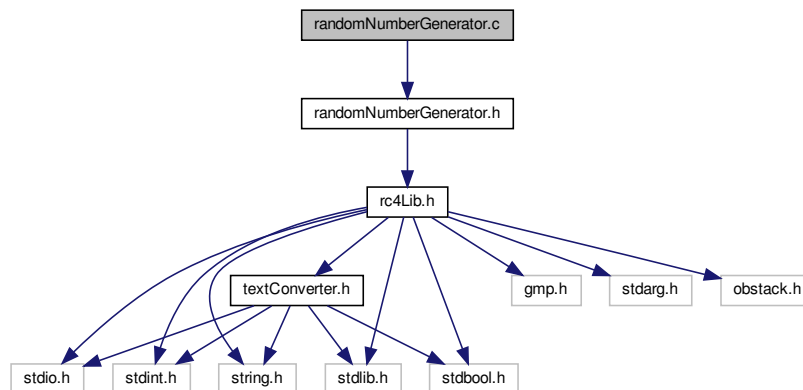 randomNumberGenerator.c
randomNumberGenerator.h
rc4Lib.h
textConverter.h
gmp.h
stdarg.h
obstack.h
stdio.h
stdint.h
string.h
stdlib.h
stdbool.h